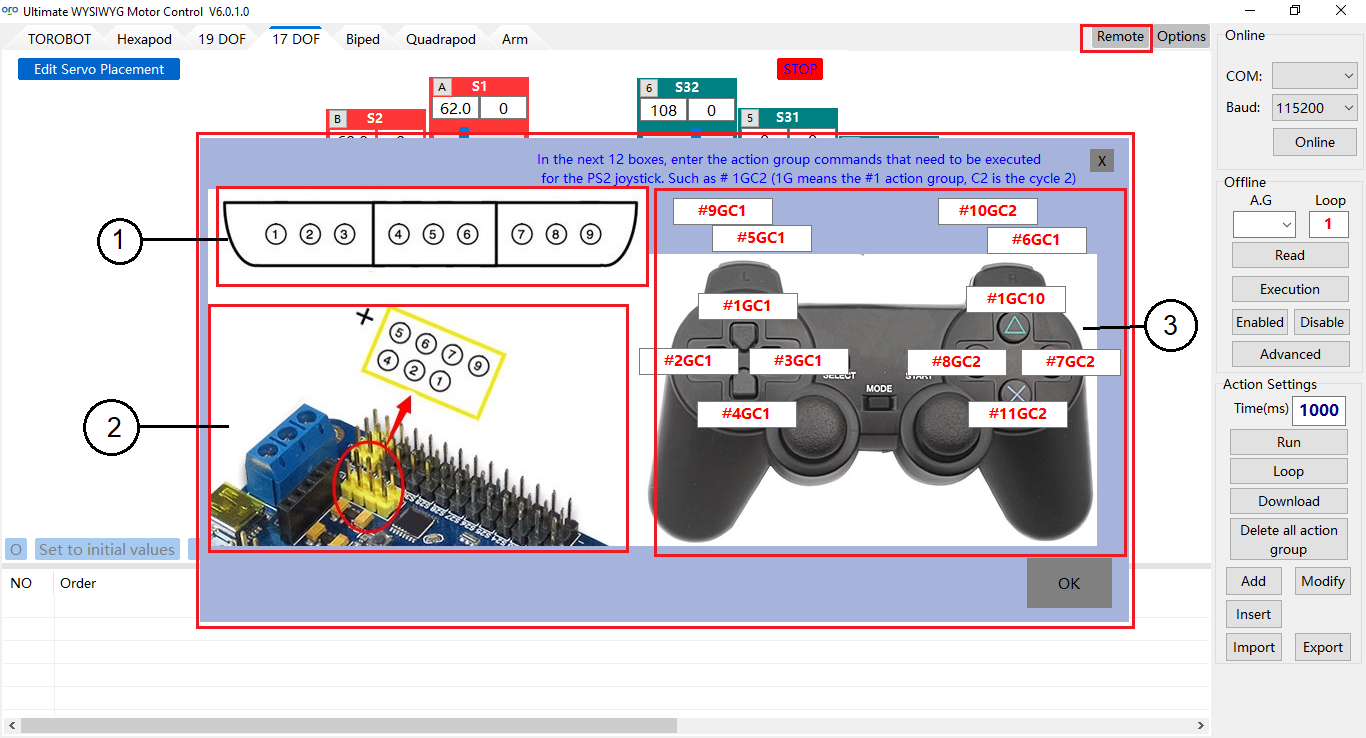 oro Ultimate WYSIWYG Motor Control V6.0.1.0
TOROBOT Hexapod 19 DOF 17 DOF Biped Quadrapod Arm
Remote Options
Edit Servo Placement
STOP
A S1
62.0 0
B S2
6 S32
108 0
5 S31
In the next 12 boxes, enter the action group commands that need to be executed
for the PS2 joystick. Such as # 1GC2 (1G means the #1 action group, C2 is the cycle 2)
X
1
1 2 3 4 5 6 7 8 9
2
+
5 6 7 9
4 2 1
S29
S28
S27
S26
S25
S24
3
#9GC1
#5GC1
#10GC2
#6GC1
L
R
#1GC1
#1GC10
#2GC1
#3GC1
#8GC2
#7GC2
SELECT
START
MODE
#4GC1
#11GC2
OK
O Set to initial values
NO Order
Online
COM:
Baud: 115200
Online
Offline
A.G Loop
1
Read
Execution
Enabled Disable
Advanced
Action Settings
Time(ms) 1000
Run
Loop
Download
Delete all action
group
Add Modify
Insert
Import Export